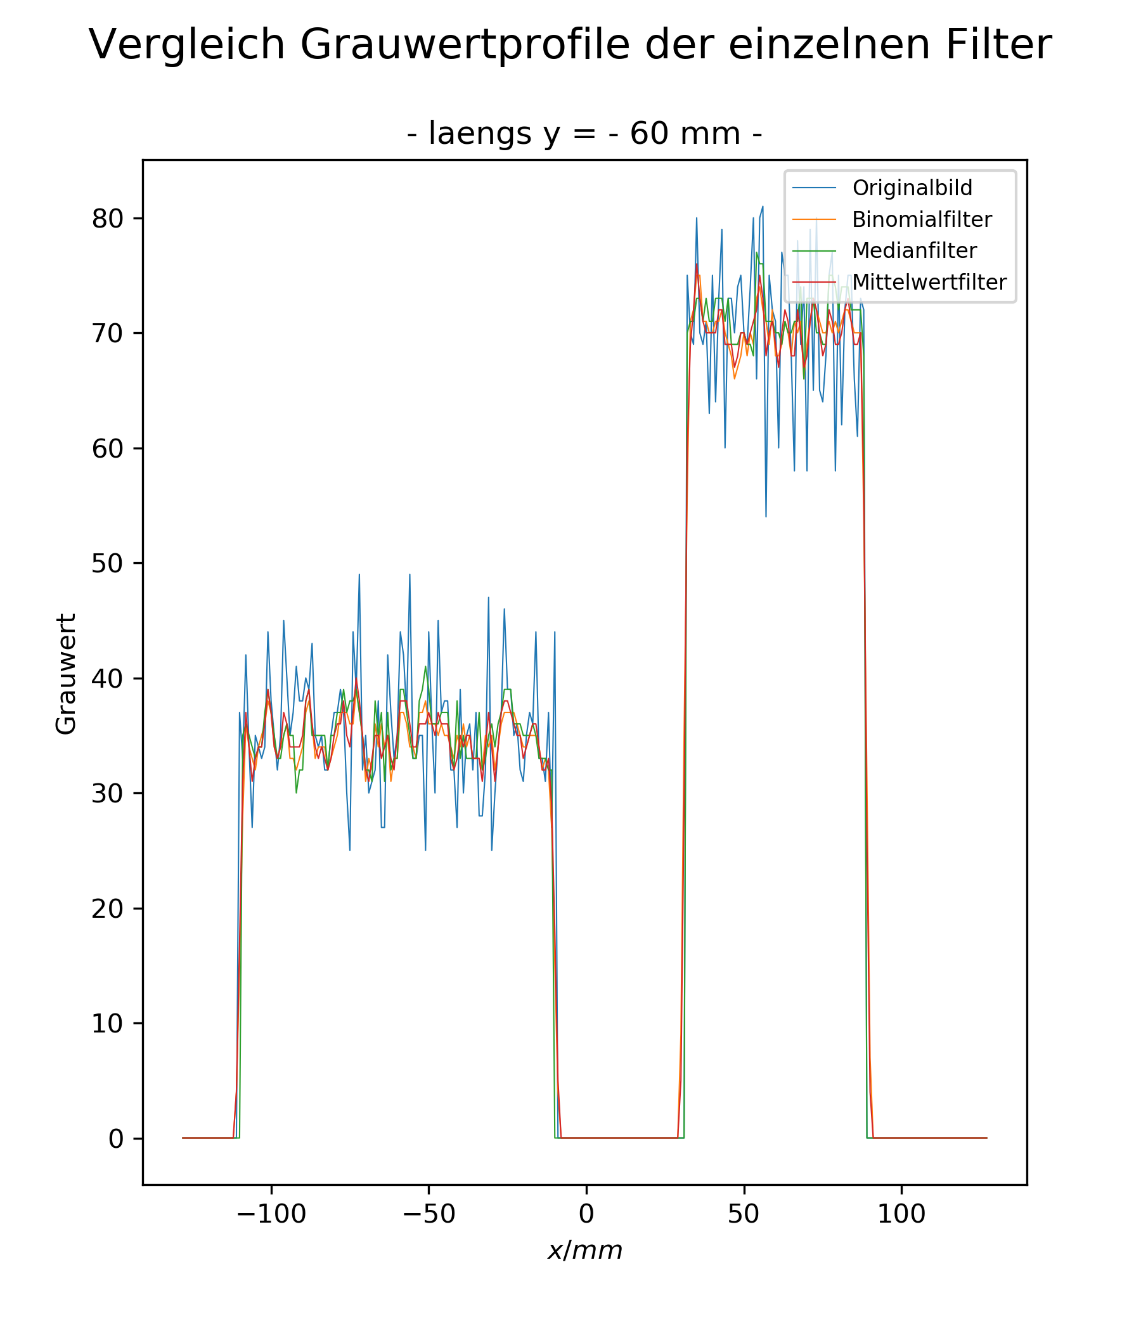 Vergleich Grauwertprofile der einzelnen Filter
- laengs y = - 60 mm -
Originalbild
Binomialfilter
Medianfilter
Mittelwertfilter
80
70
60
50
40
30
20
10
0
Grauwert
−100 −50 0 50 100
x/mm